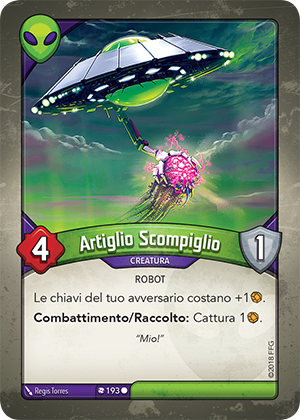 Artiglio Scompiglio
4
1
CREATURA
ROBOT
Le chiavi del tuo avversario costano +1.
Combattimento/Raccolto: Cattura 1.
“Mio!”
Regis Torres
193
©2018 FFG